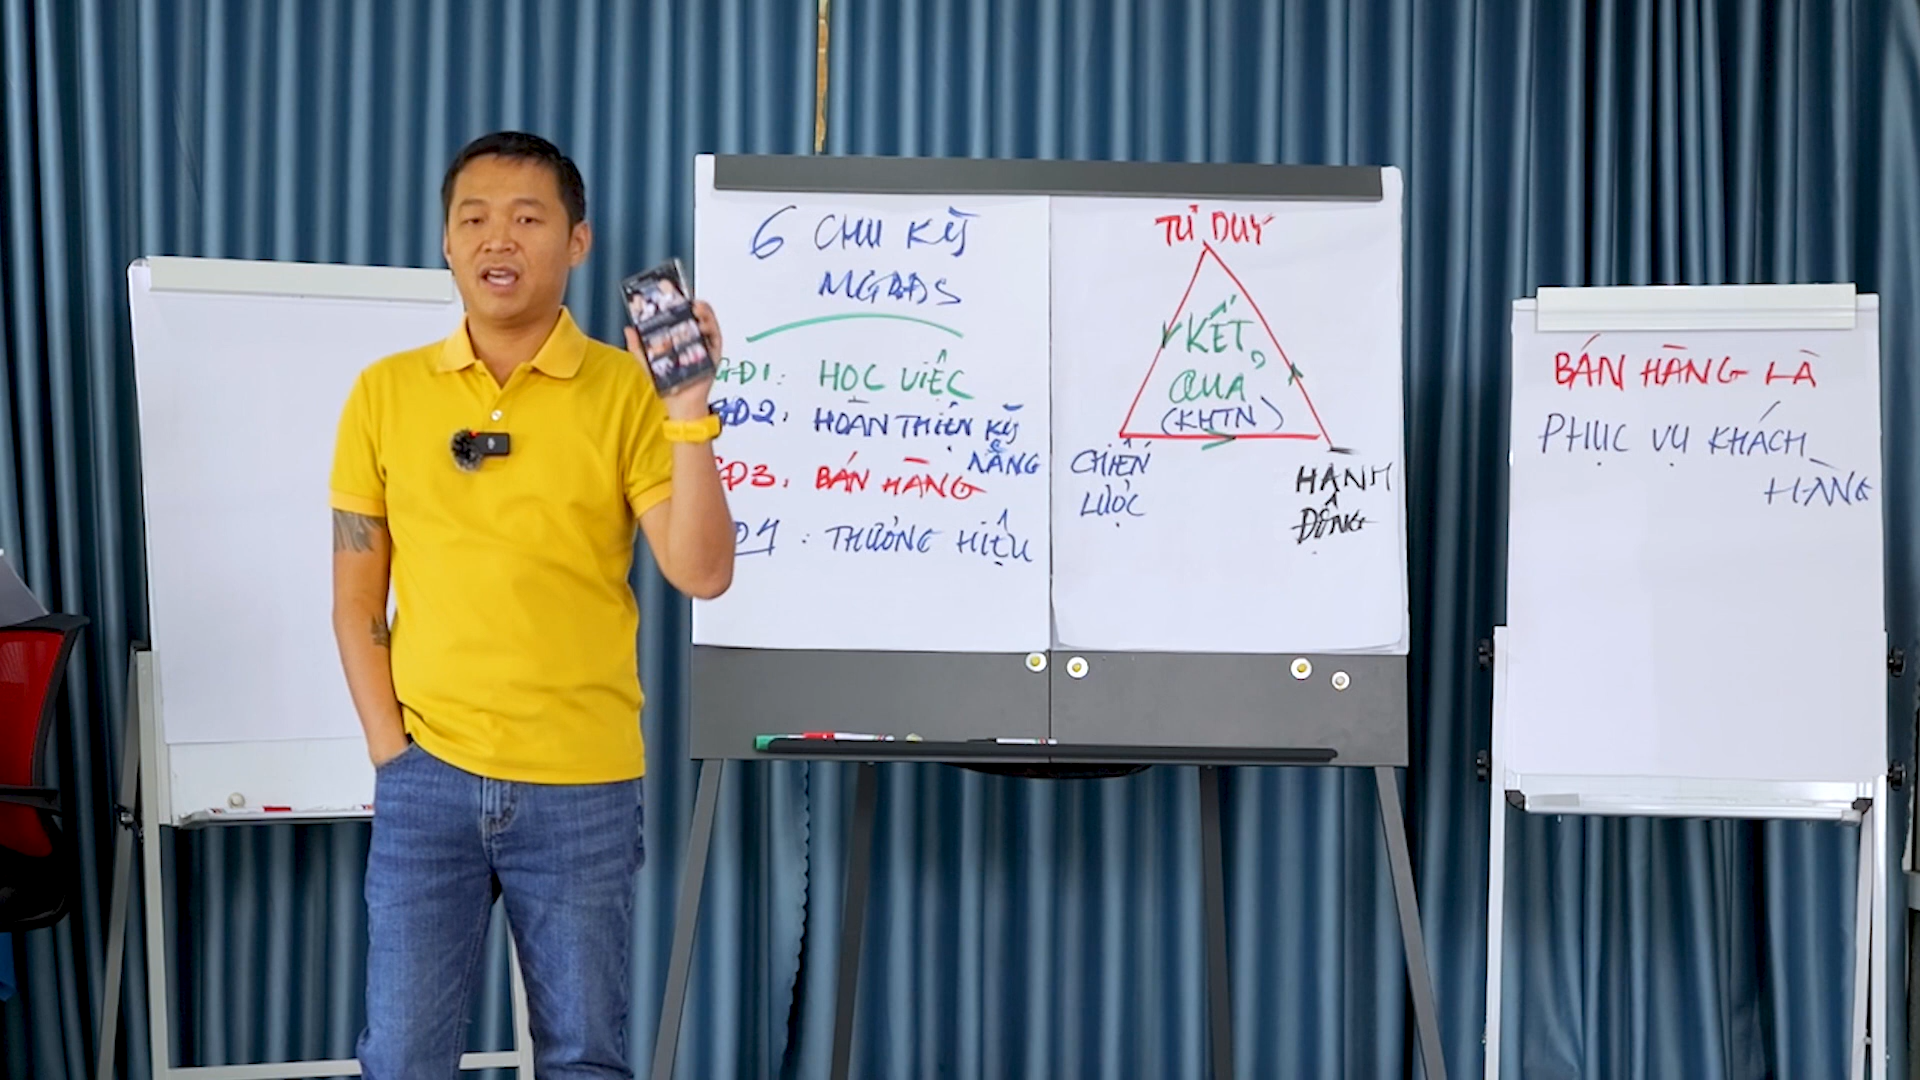 6 CHU KỲ
MGBĐS
GĐ1: HỌC VIỆC
GĐ2: HOÀN THIỆN KỸ
NĂNG
GĐ3: BÁN HÀNG
GĐ4: THƯƠNG HIỆU
TƯ DUY
KẾT
QUẢ
(KHTN)
CHIẾN
LƯỢC
HÀNH
ĐỘNG
BÁN HÀNG LÀ
PHỤC VỤ KHÁCH
HÀNG